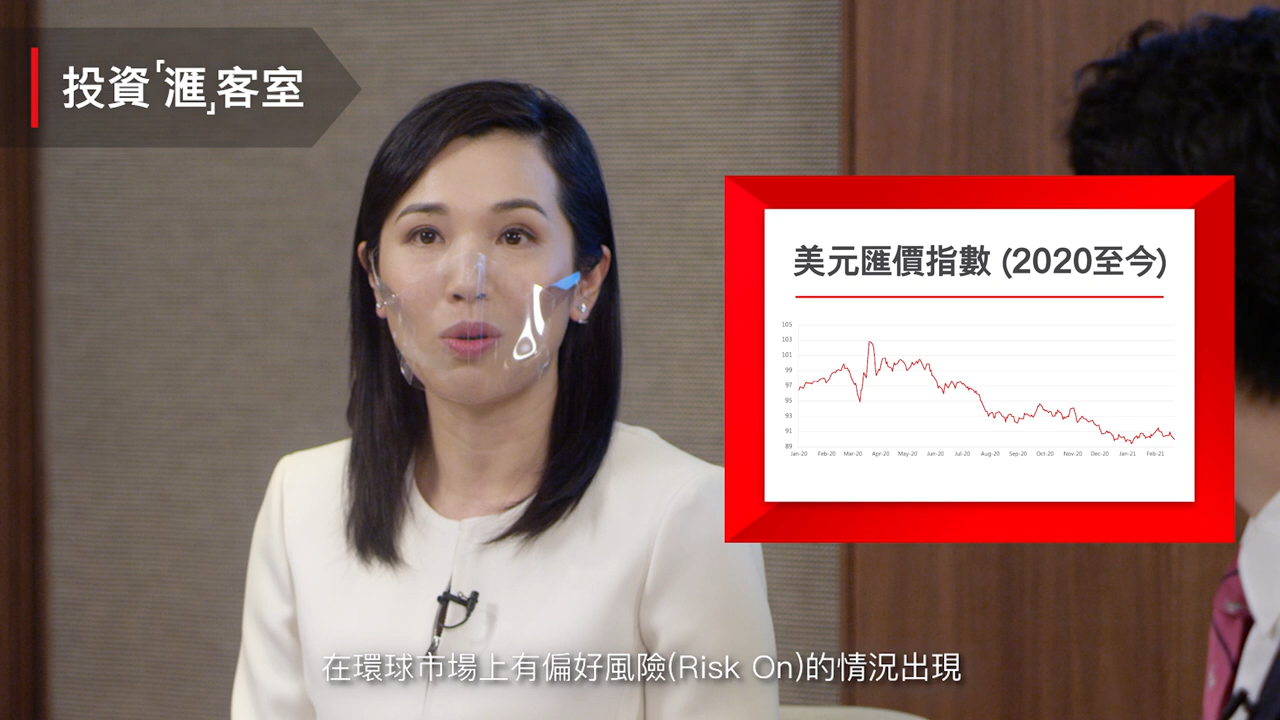 投資「滙」客室
美元匯價指數 (2020至今)
105
103
101
99
97
95
93
91
89
Jan-20 Feb-20 Mar-20 Apr-20 May-20 Jun-20 Jul-20 Aug-20 Sep-20 Oct-20 Nov-20 Dec-20 Jan-21 Feb-21
在環球市場上有偏好風險(Risk On)的情況出現